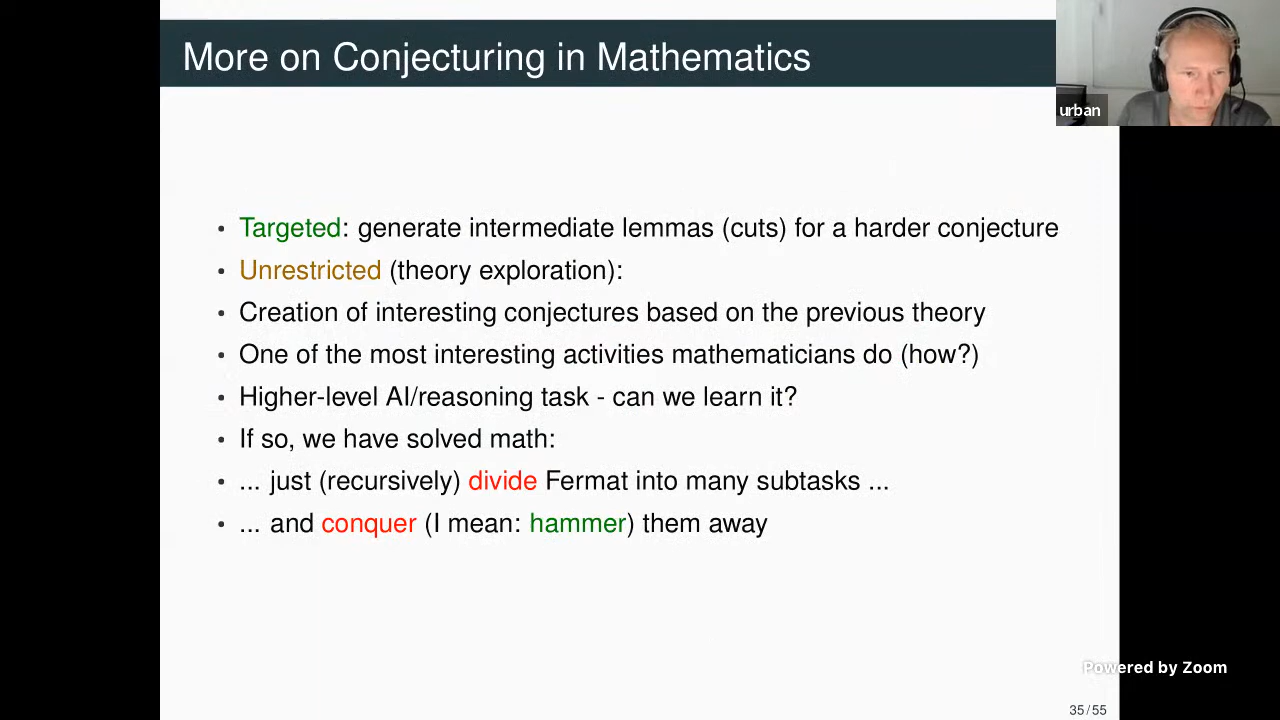 More on Conjecturing in Mathematics
urban
• Targeted: generate intermediate lemmas (cuts) for a harder conjecture
• Unrestricted (theory exploration):
• Creation of interesting conjectures based on the previous theory
• One of the most interesting activities mathematicians do (how?)
• Higher-level AI/reasoning task - can we learn it?
• If so, we have solved math:
• ... just (recursively) divide Fermat into many subtasks ...
• ... and conquer (I mean: hammer) them away
Powered by Zoom
35/55